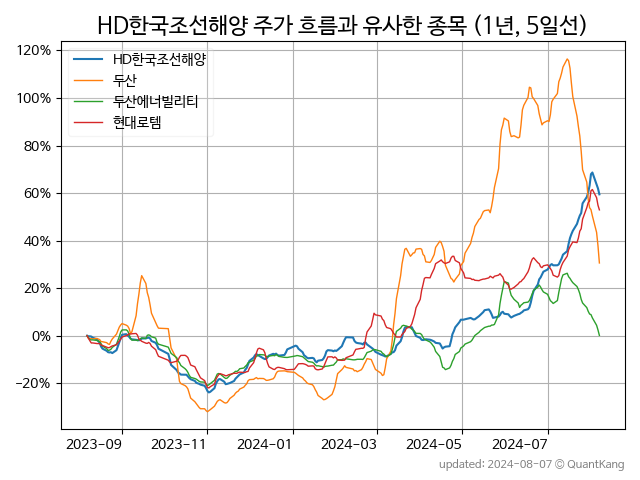 HD한국조선해양 주가 흐름과 유사한 종목 (1년, 5일선)
HD한국조선해양
두산
두산에너빌리티
현대로템
120%
100%
80%
60%
40%
20%
0%
−20%
2023-09
2023-11
2024-01
2024-03
2024-05
2024-07
updated: 2024-08-07 © QuantKang